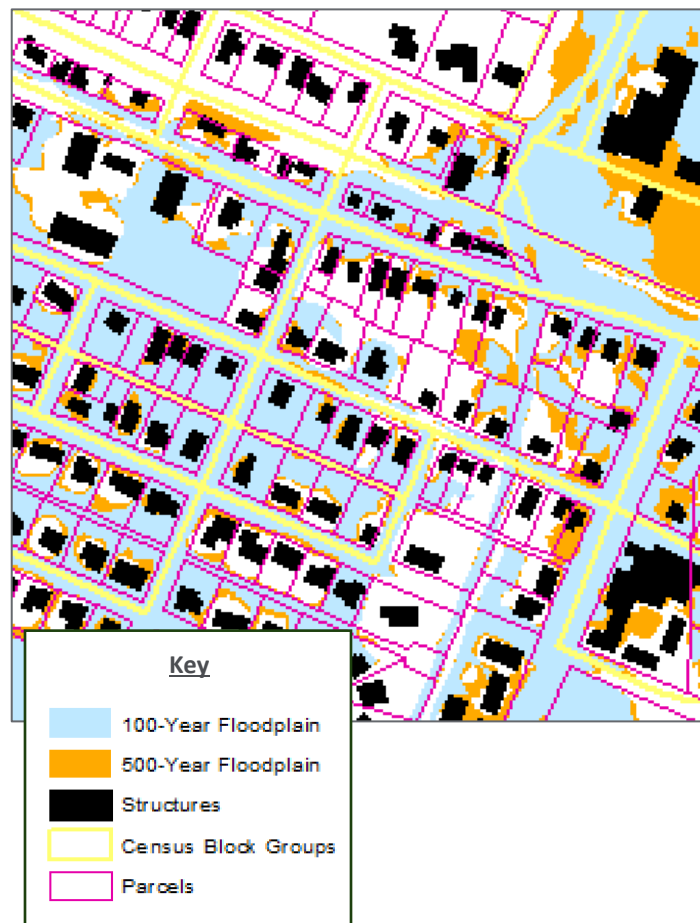 Key
100-Year Floodplain
500-Year Floodplain
Structures
Census Block Groups
Parcels